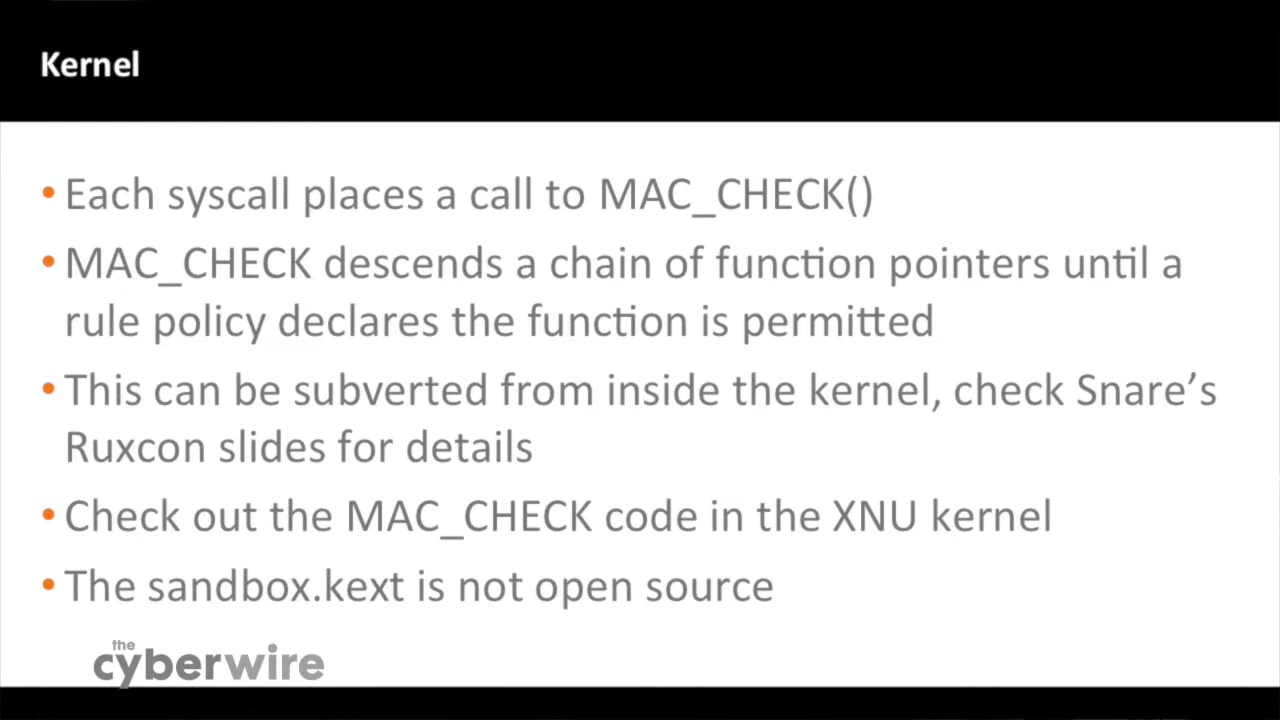 Kernel
• Each syscall places a call to MAC_CHECK()
• MAC_CHECK descends a chain of function pointers until a
rule policy declares the function is permitted
• This can be subverted from inside the kernel, check Snare’s
Ruxcon slides for details
• Check out the MAC_CHECK code in the XNU kernel
• The sandbox.kext is not open source
the
cyberwire